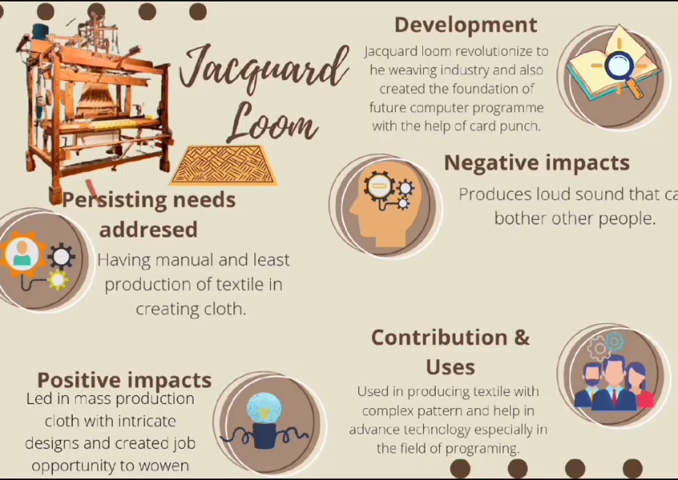 Jacquard
Loom
Development
Jacquard loom revolutionize to
he weaving industry and also
created the foundation of
future computer programme
with the help of card punch.
Negative impacts
Produces loud sound that ca
bother other people.
Persisting needs
addresed
Having manual and least
production of textile in
creating cloth.
Contribution &
Uses
Used in producing textile with
complex pattern and help in
advance technology especially in
the field of programing.
Positive impacts
Led in mass production
cloth with intricate
designs and created job
opportunity to wowen